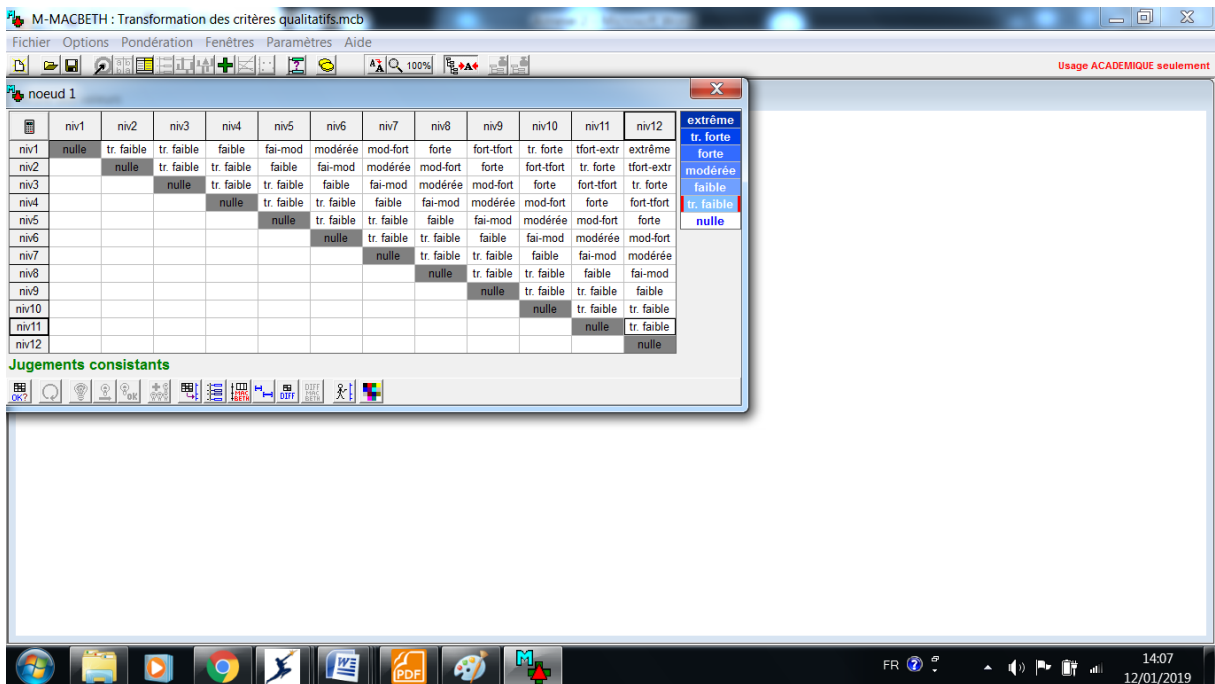 M-MACBETH : Transformation des critères qualitatifs.mcb
Fichier Options Pondération Fenêtres Paramètres Aide
100%
Usage ACADEMIQUE seulement
noeud 1
niv1 niv2 niv3 niv4 niv5 niv6 niv7 niv8 niv9 niv10 niv11 niv12
niv1 nulle tr. faible tr. faible faible fai-mod modérée mod-fort forte fort-tfort tr. forte tfort-extr extrême
niv2 nulle tr. faible tr. faible faible fai-mod modérée mod-fort forte fort-tfort tr. forte tfort-extr
niv3 nulle tr. faible tr. faible faible fai-mod modérée mod-fort forte fort-tfort tr. forte
niv4 nulle tr. faible tr. faible faible fai-mod modérée mod-fort forte fort-tfort
niv5 nulle tr. faible tr. faible faible fai-mod modérée mod-fort forte
niv6 nulle tr. faible tr. faible faible fai-mod modérée mod-fort
niv7 nulle tr. faible tr. faible faible fai-mod modérée
niv8 nulle tr. faible tr. faible faible fai-mod
niv9 nulle tr. faible tr. faible faible
niv10 nulle tr. faible tr. faible
niv11 nulle tr. faible
niv12 nulle
extrême
tr. forte
forte
modérée
faible
tr. faible
nulle
Jugements consistants
OK? OK MAC BETH DIFF DIFF MAC BETH
PDF
FR
14:07
12/01/2019